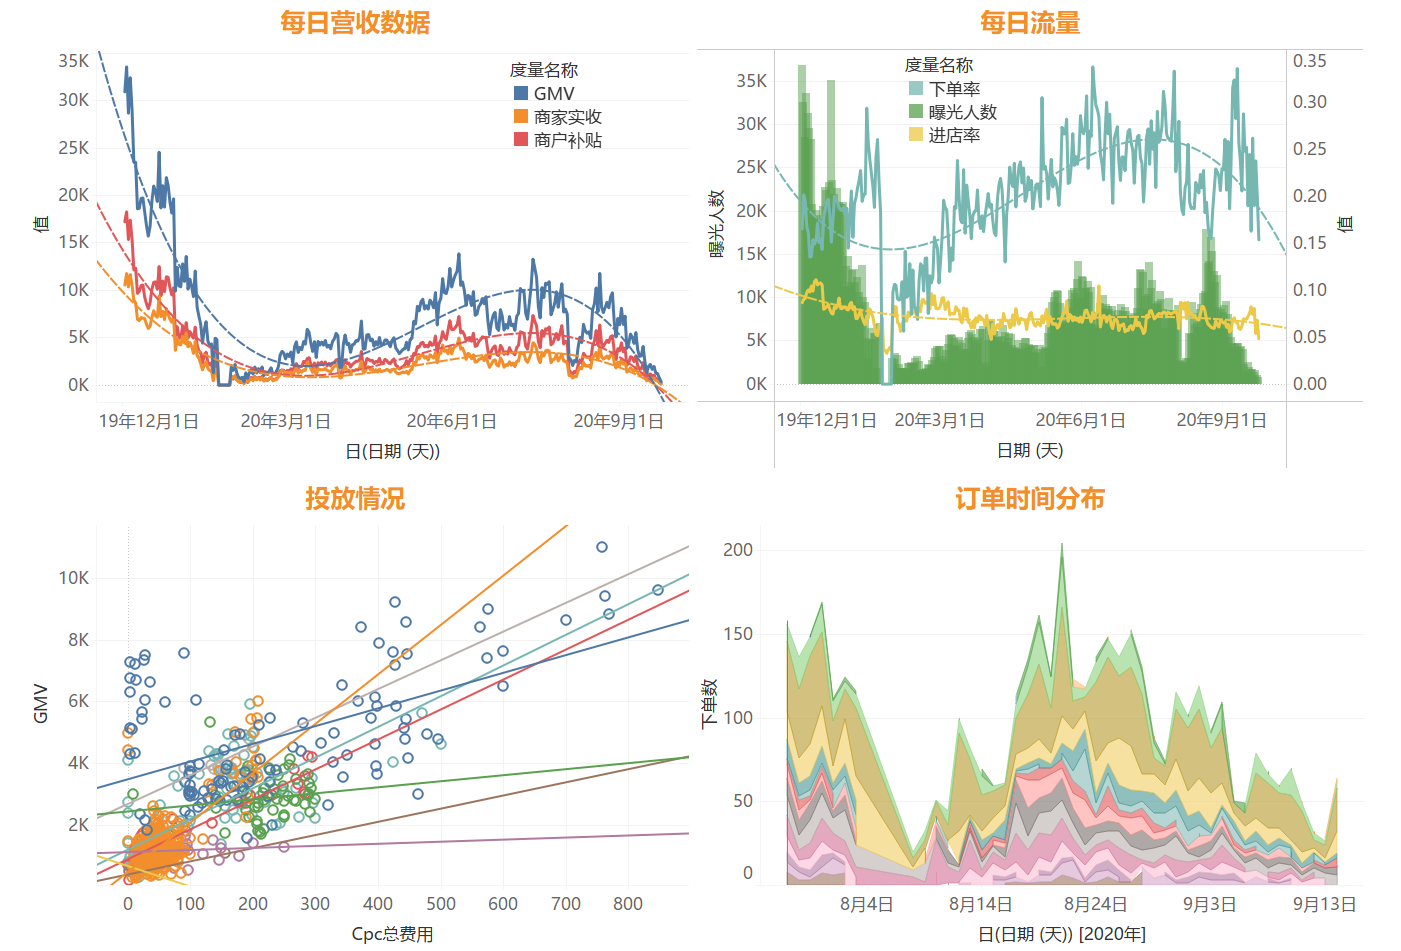 每日营收数据
度量名称
GMV
商家实收
商户补贴
35K
30K
25K
20K
15K
10K
5K
0K
值
19年12月1日
20年3月1日
20年6月1日
20年9月1日
日(日期 (天))
每日流量
度量名称
下单率
曝光人数
进店率
35K
30K
25K
20K
15K
10K
5K
0K
曝光人数
0.35
0.30
0.25
0.20
0.15
0.10
0.05
0.00
值
19年12月1日
20年3月1日
20年6月1日
20年9月1日
日期 (天)
投放情况
10K
8K
6K
4K
2K
GMV
0
100
200
300
400
500
600
700
800
Cpc总费用
订单时间分布
200
150
100
50
0
下单数
8月4日
8月14日
8月24日
9月3日
9月13日
日(日期 (天)) [2020年]